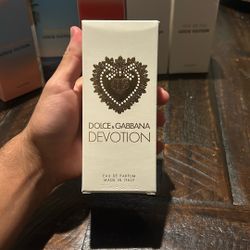 DOLCE&GABBANA
DEVOTION
EAU DE PARFUM
MADE IN ITALY